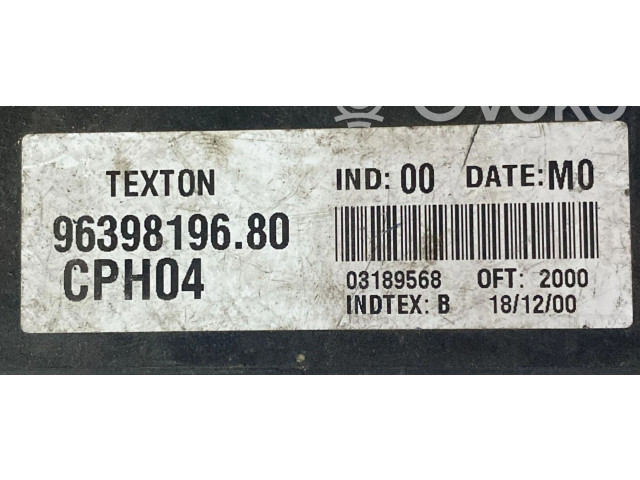 TEXTON
96398196.80
CPH04
IND: 00 DATE: M0
03189568 OFT: 2000
INDTEX: B 18/12/00